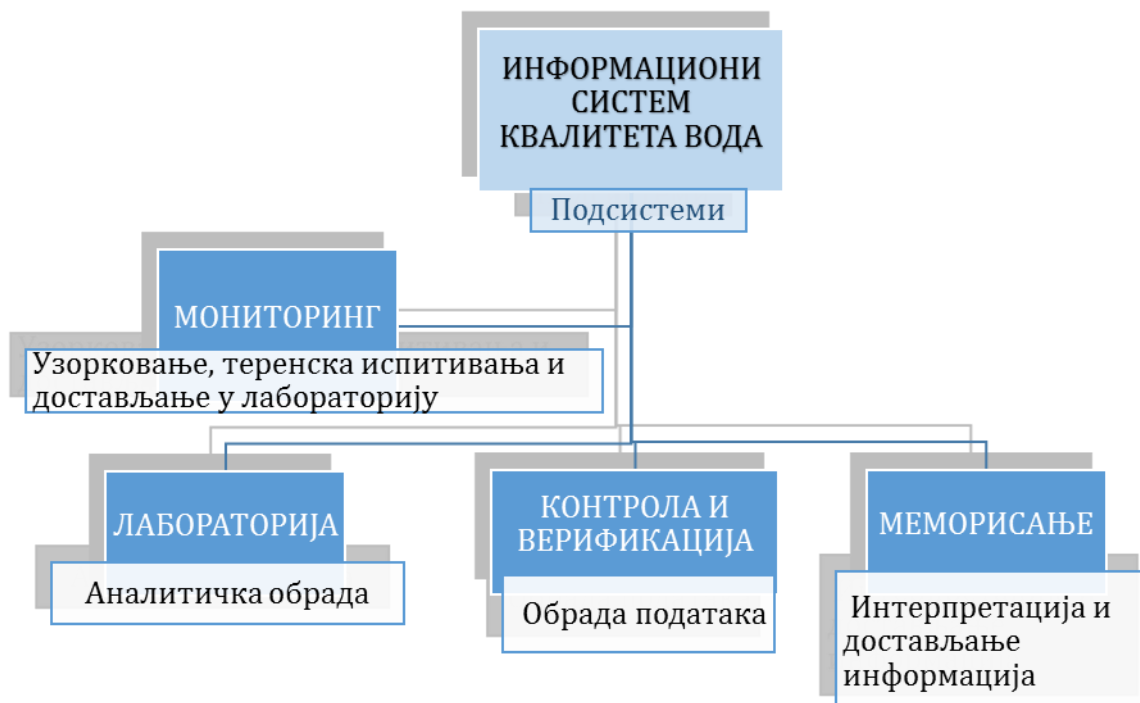 ИНФОРМАЦИОНИ
СИСТЕМ
КВАЛИТЕТА ВОДА
Подсистеми
МОНИТОРИНГ
Узорковање, теренска испитивања и
достављање у лабораторију
ЛАБОРАТОРИЈА
Аналитичка обрада
КОНТРОЛА И
ВЕРИФИКАЦИЈА
Обрада података
МЕМОРИСАЊЕ
Интерпретација и
достављање
информација